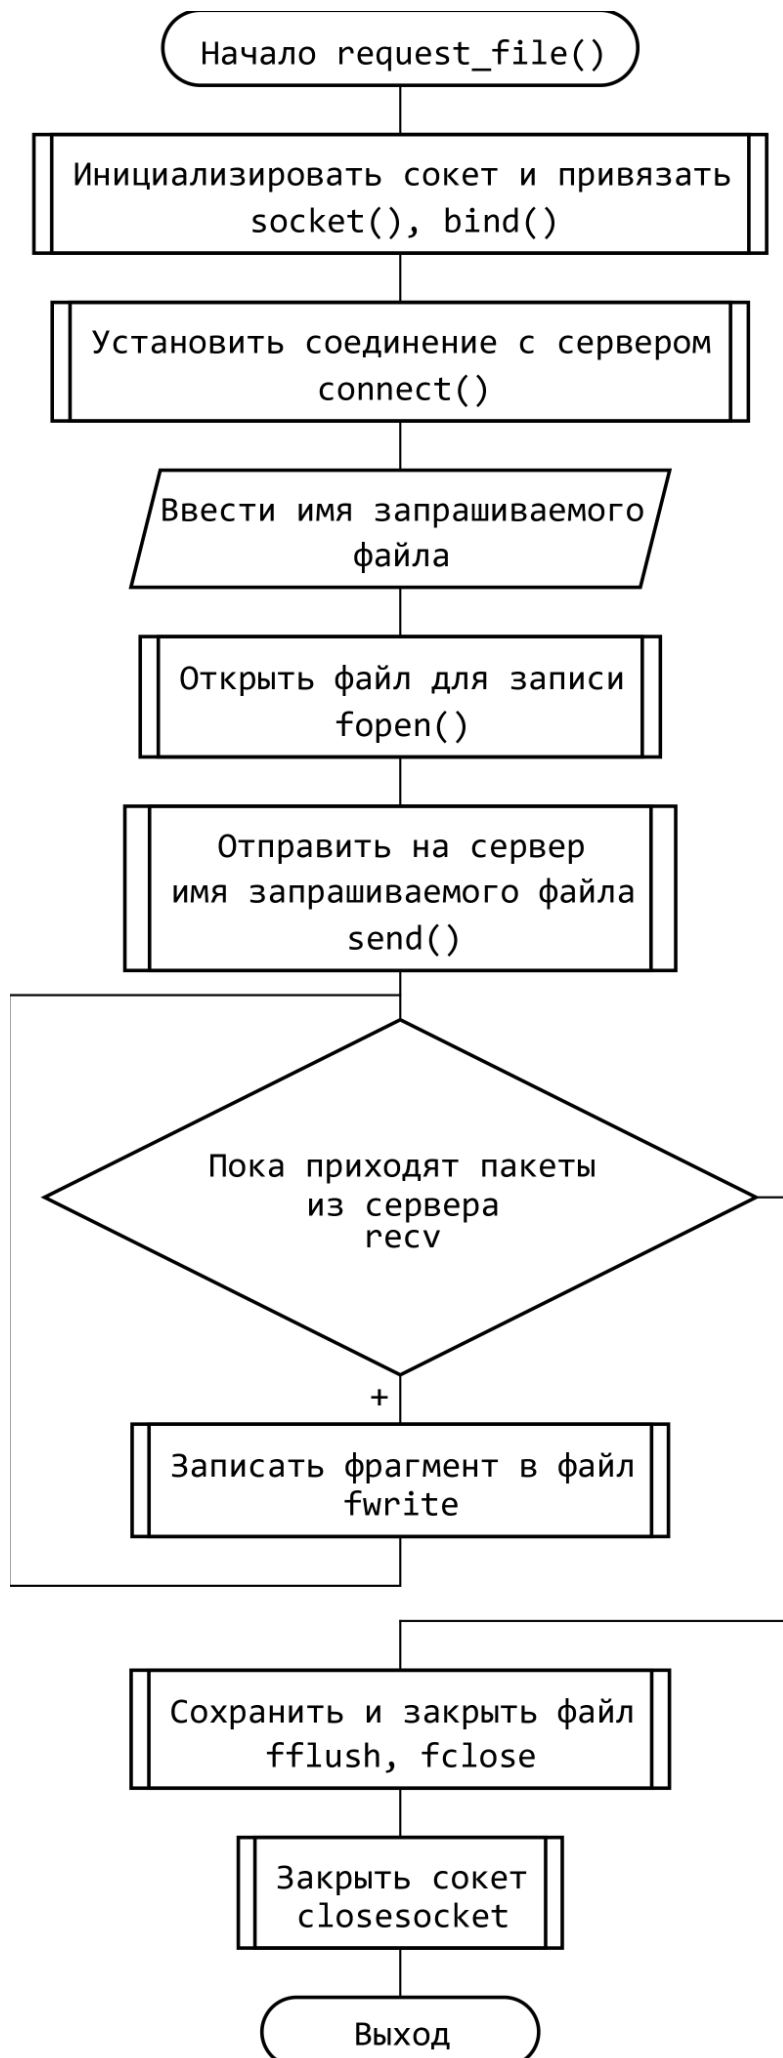 Начало request_file()
Инициализировать сокет и привязать
socket(), bind()
Установить соединение с сервером
connect()
Ввести имя запрашиваемого
файла
Открыть файл для записи
fopen()
Отправить на сервер
имя запрашиваемого файла
send()
Пока приходят пакеты
из сервера
recv
+
Записать фрагмент в файл
fwrite
Сохранить и закрыть файл
fflush, fclose
Закрыть сокет
closesocket
Выход